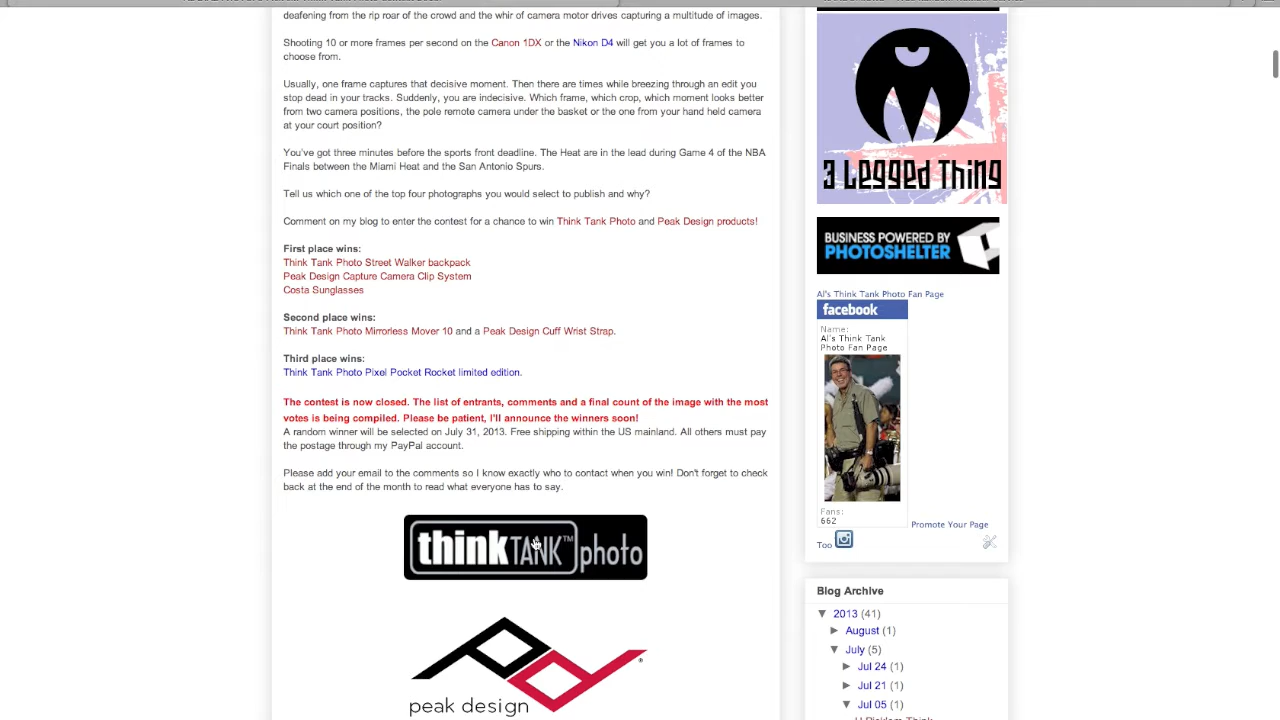 deafening from the rip roar of the crowd and the whir of camera motor drives capturing a multitude of images.
Shooting 10 or more frames per second on the Canon 1DX or the Nikon D4 will get you a lot of frames to
choose from.
Usually, one frame captures that decisive moment. Then there are times while breezing through an edit you
stop dead in your tracks. Suddenly, you are indecisive. Which frame, which crop, which moment looks better
from two camera positions, the pole remote camera under the basket or the one from your hand held camera
at your court position?
You've got three minutes before the sports front deadline. The Heat are in the lead during Game 4 of the NBA
Finals between the Miami Heat and the San Antonio Spurs.
Tell us which one of the top four photographs you would select to publish and why?
Comment on my blog to enter the contest for a chance to win Think Tank Photo and Peak Design products!
First place wins:
Think Tank Photo Street Walker backpack
Peak Design Capture Camera Clip System
Costa Sunglasses
Second place wins:
Think Tank Photo Mirrorless Mover 10 and a Peak Design Cuff Wrist Strap.
Third place wins:
Think Tank Photo Pixel Pocket Rocket limited edition.
The contest is now closed. The list of entrants, comments and a final count of the image with the most
votes is being compiled. Please be patient, I'll announce the winners soon!
A random winner will be selected on July 31, 2013. Free shipping within the US mainland. All others must pay
the postage through my PayPal account.
Please add your email to the comments so I know exactly who to contact when you win! Don't forget to check
back at the end of the month to read what everyone has to say.
thinkTANK™ photo
peak design ®
3 Legged Thing
BUSINESS POWERED BY
PHOTOSHELTER
Al's Think Tank Photo Fan Page
facebook
Name:
Al's Think Tank
Photo Fan Page
Fans:
662
Promote Your Page
Too
Blog Archive
▼ 2013 (41)
► August (1)
▼ July (5)
► Jul 24 (1)
► Jul 21 (1)
▼ Jul 05 (1)